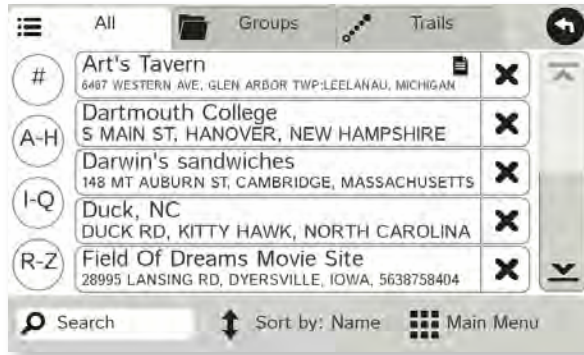 All Groups Trails
# Art's Tavern
6487 WESTERN AVE, GLEN ARBOR TWP:LEELANAU, MICHIGAN
A-H Dartmouth College
S MAIN ST, HANOVER, NEW HAMPSHIRE
Darwin's sandwiches
148 MT AUBURN ST, CAMBRIDGE, MASSACHUSETTS
I-Q Duck, NC
DUCK RD, KITTY HAWK, NORTH CAROLINA
R-Z Field Of Dreams Movie Site
28995 LANSING RD, DYERSVILLE, IOWA, 5638758404
Search Sort by: Name Main Menu